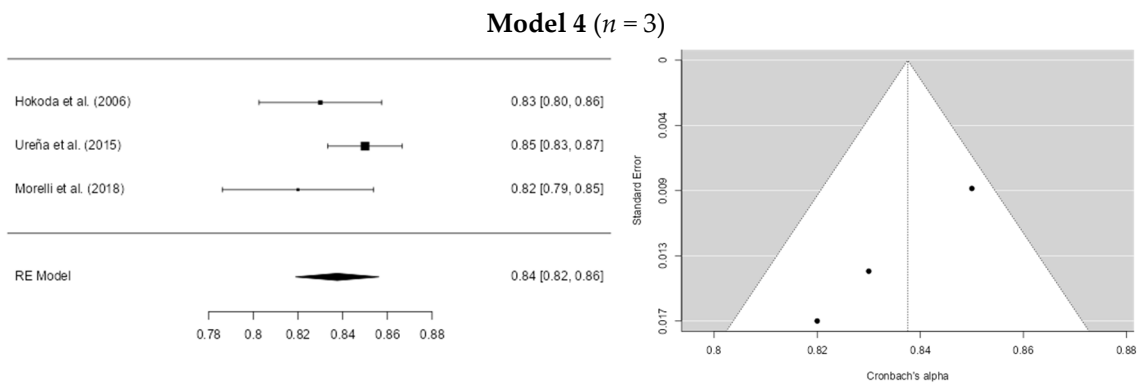 Model 4 (n = 3)
Hokoda et al. (2006) 0.83 [0.80, 0.86]
Ureña et al. (2015) 0.85 [0.83, 0.87]
Morelli et al. (2018) 0.82 [0.79, 0.85]
RE Model 0.84 [0.82, 0.86]
0.78 0.8 0.82 0.84 0.86 0.88
Standard Error
0
0.004
0.009
0.013
0.017
0.8 0.82 0.84 0.86 0.88
Cronbach's alpha